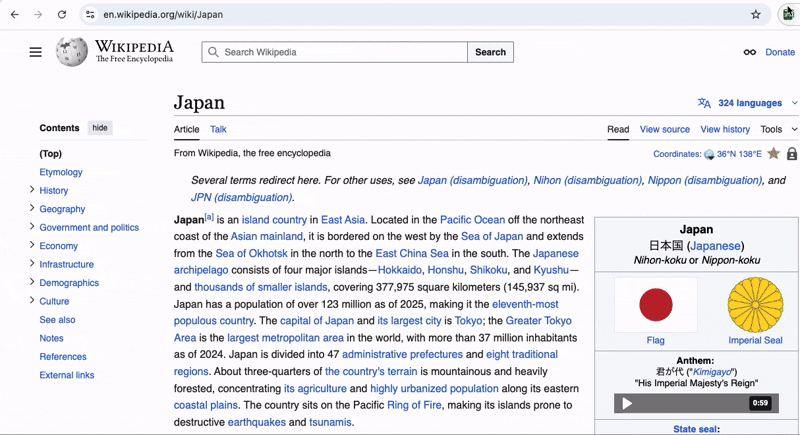 en.wikipedia.org/wiki/Japan
WIKIPEDIA
The Free Encyclopedia
Search Wikipedia
Search
Donate
Japan
324 languages
Contents
hide
Article
Talk
Read
View source
View history
Tools
(Top)
From Wikipedia, the free encyclopedia
Coordinates:
36°N 138°E
Etymology
History
Geography
Government and politics
Economy
Infrastructure
Demographics
Culture
See also
Notes
References
External links
Several terms redirect here. For other uses, see Japan (disambiguation), Nihon (disambiguation), Nippon (disambiguation), and
JPN (disambiguation).
Japan[a] is an island country in East Asia. Located in the Pacific Ocean off the northeast
coast of the Asian mainland, it is bordered on the west by the Sea of Japan and extends
from the Sea of Okhotsk in the north to the East China Sea in the south. The Japanese
archipelago consists of four major islands—Hokkaido, Honshu, Shikoku, and Kyushu—
and thousands of smaller islands, covering 377,975 square kilometers (145,937 sq mi).
Japan has a population of over 123 million as of 2025, making it the eleventh-most
populous country. The capital of Japan and its largest city is Tokyo; the Greater Tokyo
Area is the largest metropolitan area in the world, with more than 37 million inhabitants
as of 2024. Japan is divided into 47 administrative prefectures and eight traditional
regions. About three-quarters of the country's terrain is mountainous and heavily
forested, concentrating its agriculture and highly urbanized population along its eastern
coastal plains. The country sits on the Pacific Ring of Fire, making its islands prone to
destructive earthquakes and tsunamis.
Japan
日本国 (Japanese)
Nihon-koku or Nippon-koku
Flag
Imperial Seal
Anthem:
君が代 ("Kimigayo")
"His Imperial Majesty's Reign"
0:59
State seal: